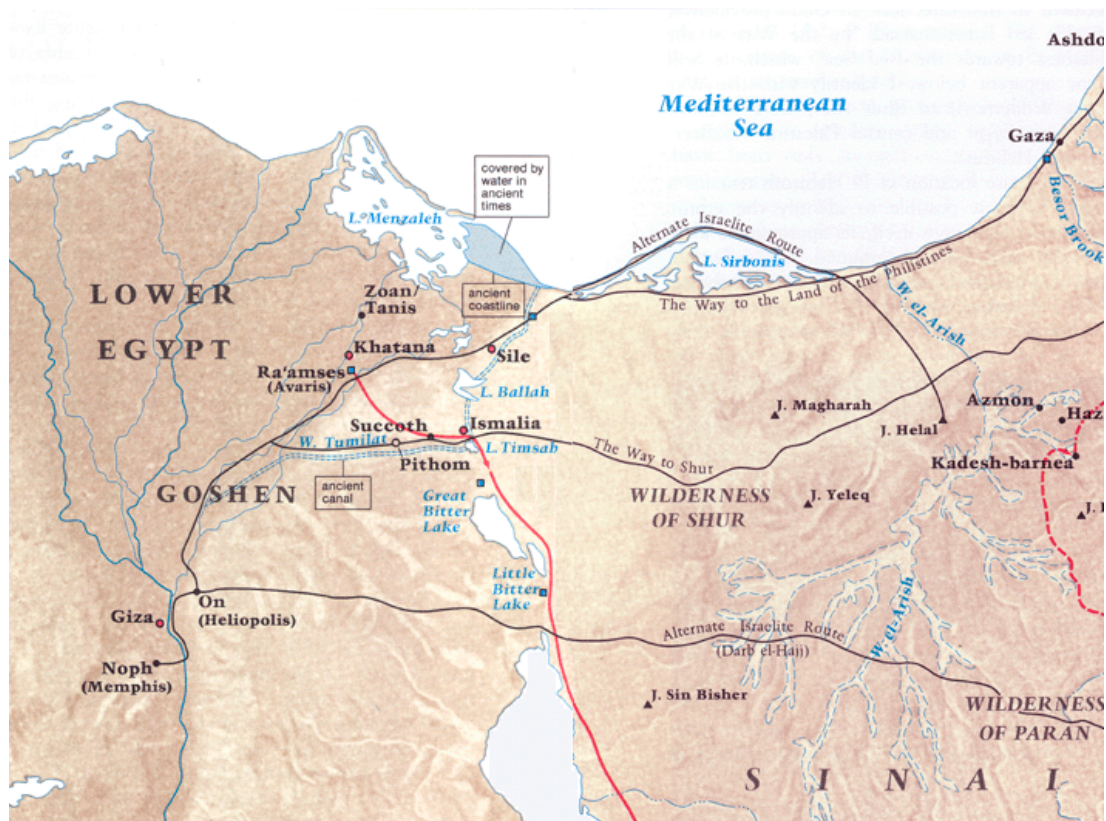 Ashdo
Mediterranean
Sea
Gaza
Besor Brook
covered by
water in
ancient
times
L. Menzaleh
Alternate Israelite Route
L. Sirbonis
The Way to the Land of the Philistines
W. el-Arish
ancient
coastline
LOWER
EGYPT
Zoan/
Tanis
Khatana
Ra'amses
(Avaris)
Sile
L. Ballah
Succoth
Ismalia
W. Tumilat
L. Timsah
Pithom
The Way to Shur
J. Magharah
J. Helal
Azmon
Haz
Kadesh-barnea
GOSHEN
ancient
canal
Great
Bitter
Lake
WILDERNESS
OF SHUR
J. Yeleq
Little
Bitter
Lake
Giza
On
(Heliopolis)
Noph
(Memphis)
Alternate Israelite Route
(Darb el-Hajj)
W-el-Arish
J. Sin Bisher
WILDERNESS
OF PARAN
SINAI